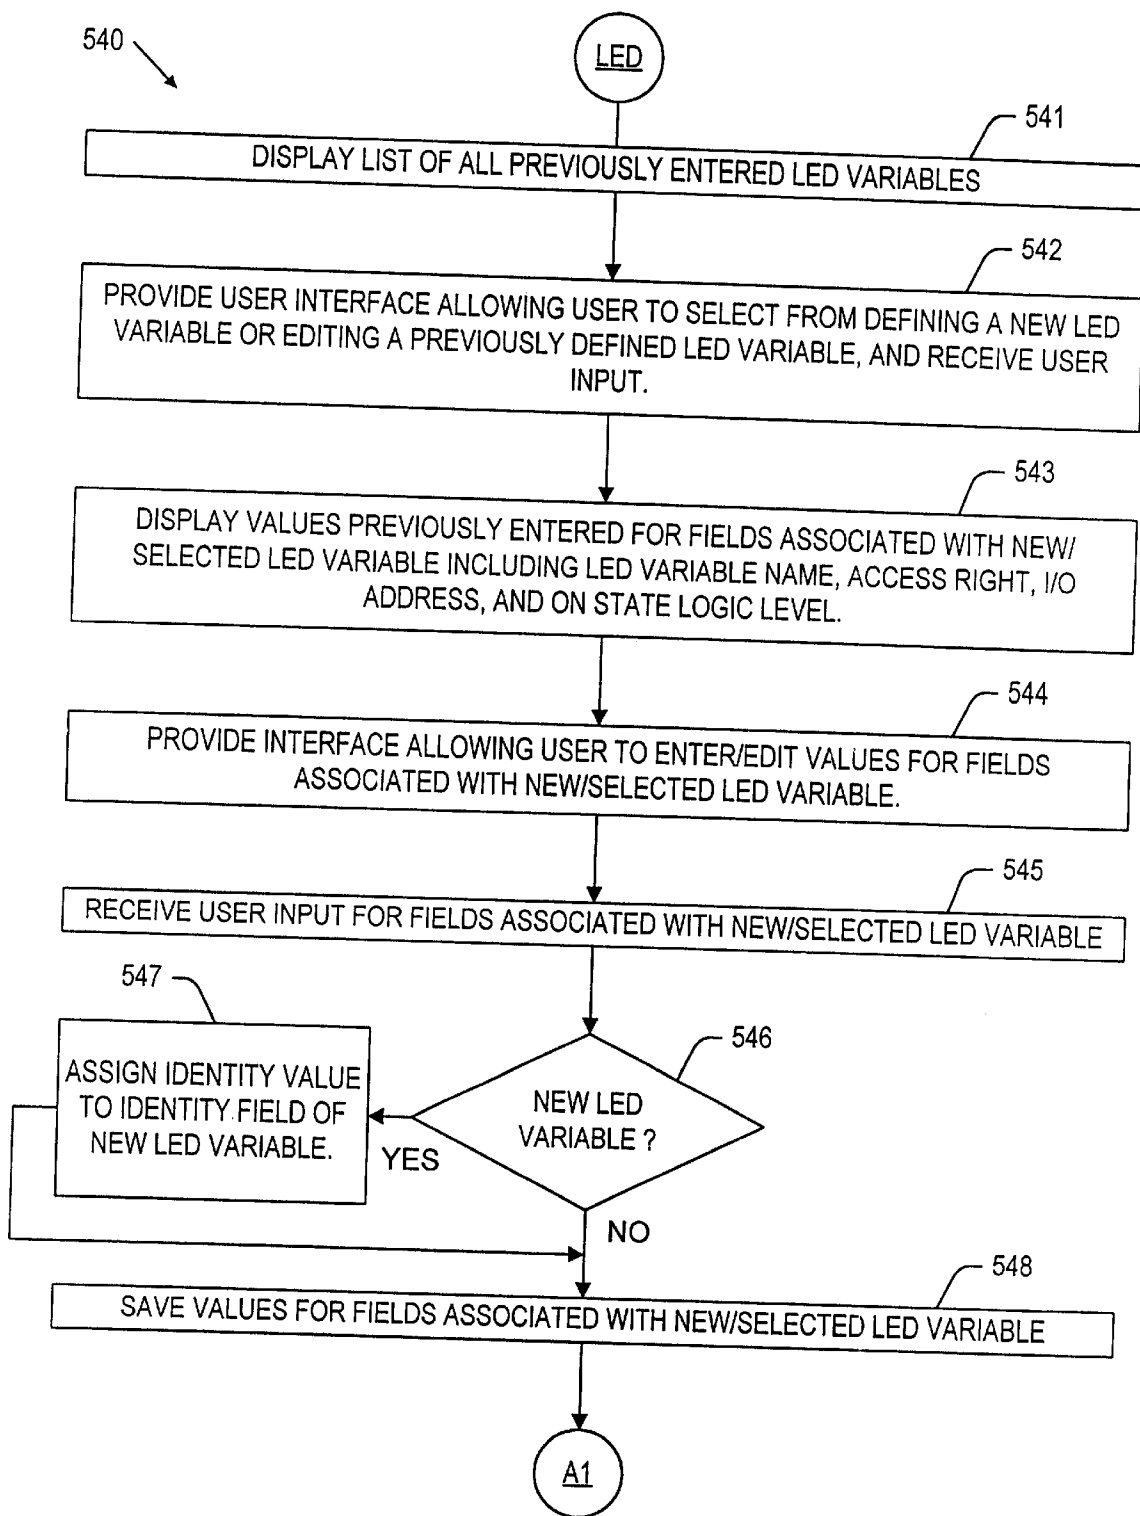 540
LED
541
DISPLAY LIST OF ALL PREVIOUSLY ENTERED LED VARIABLES
542
PROVIDE USER INTERFACE ALLOWING USER TO SELECT FROM DEFINING A NEW LED
VARIABLE OR EDITING A PREVIOUSLY DEFINED LED VARIABLE, AND RECEIVE USER
INPUT.
543
DISPLAY VALUES PREVIOUSLY ENTERED FOR FIELDS ASSOCIATED WITH NEW/
SELECTED LED VARIABLE INCLUDING LED VARIABLE NAME, ACCESS RIGHT, I/O
ADDRESS, AND ON STATE LOGIC LEVEL.
544
PROVIDE INTERFACE ALLOWING USER TO ENTER/EDIT VALUES FOR FIELDS
ASSOCIATED WITH NEW/SELECTED LED VARIABLE.
545
RECEIVE USER INPUT FOR FIELDS ASSOCIATED WITH NEW/SELECTED LED VARIABLE
547
546
ASSIGN IDENTITY VALUE
TO IDENTITY FIELD OF
NEW LED VARIABLE.
YES
NEW LED
VARIABLE ?
NO
548
SAVE VALUES FOR FIELDS ASSOCIATED WITH NEW/SELECTED LED VARIABLE
A1